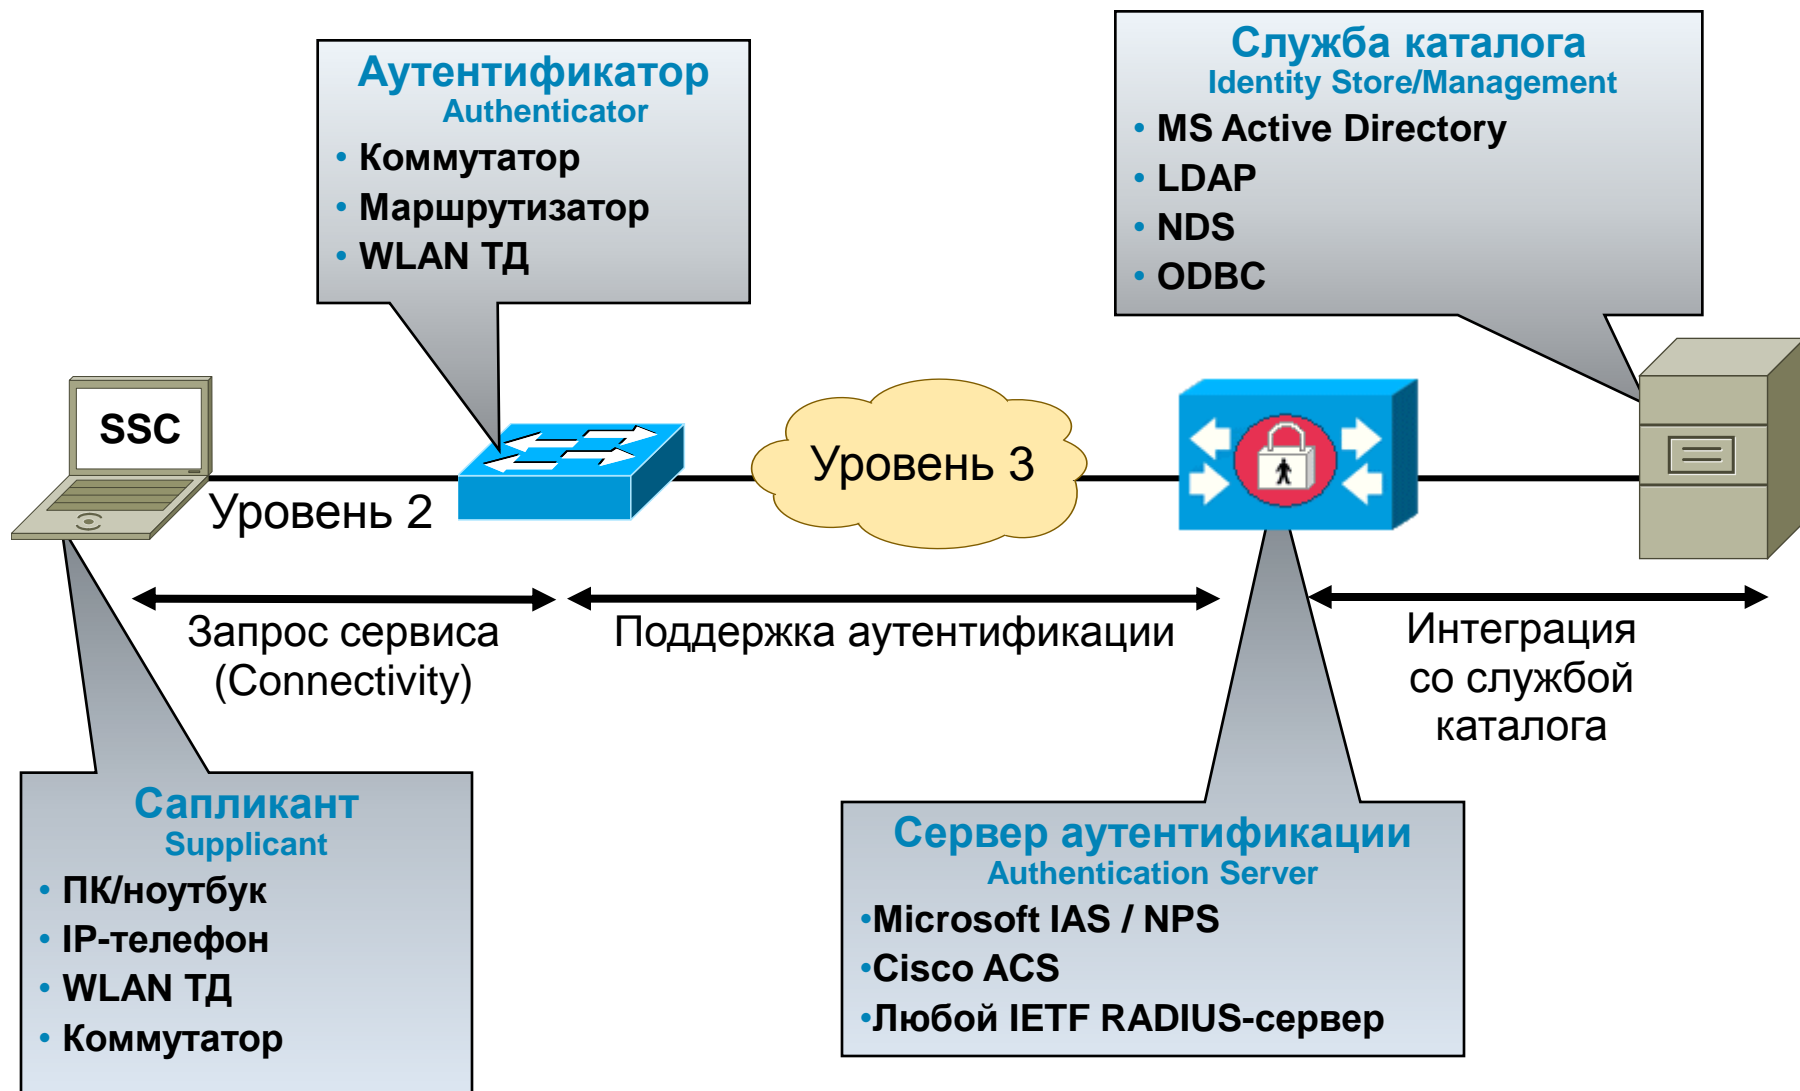 Аутентификатор
Authenticator
• Коммутатор
• Маршрутизатор
• WLAN ТД
Служба каталога
Identity Store/Management
• MS Active Directory
• LDAP
• NDS
• ODBC
SSC
Уровень 2
Уровень 3
Запрос сервиса
(Connectivity)
Поддержка аутентификации
Интеграция
со службой
каталога
Сапликант
Supplicant
• ПК/ноутбук
• IP-телефон
• WLAN ТД
• Коммутатор
Сервер аутентификации
Authentication Server
•Microsoft IAS / NPS
•Cisco ACS
•Любой IETF RADIUS-сервер